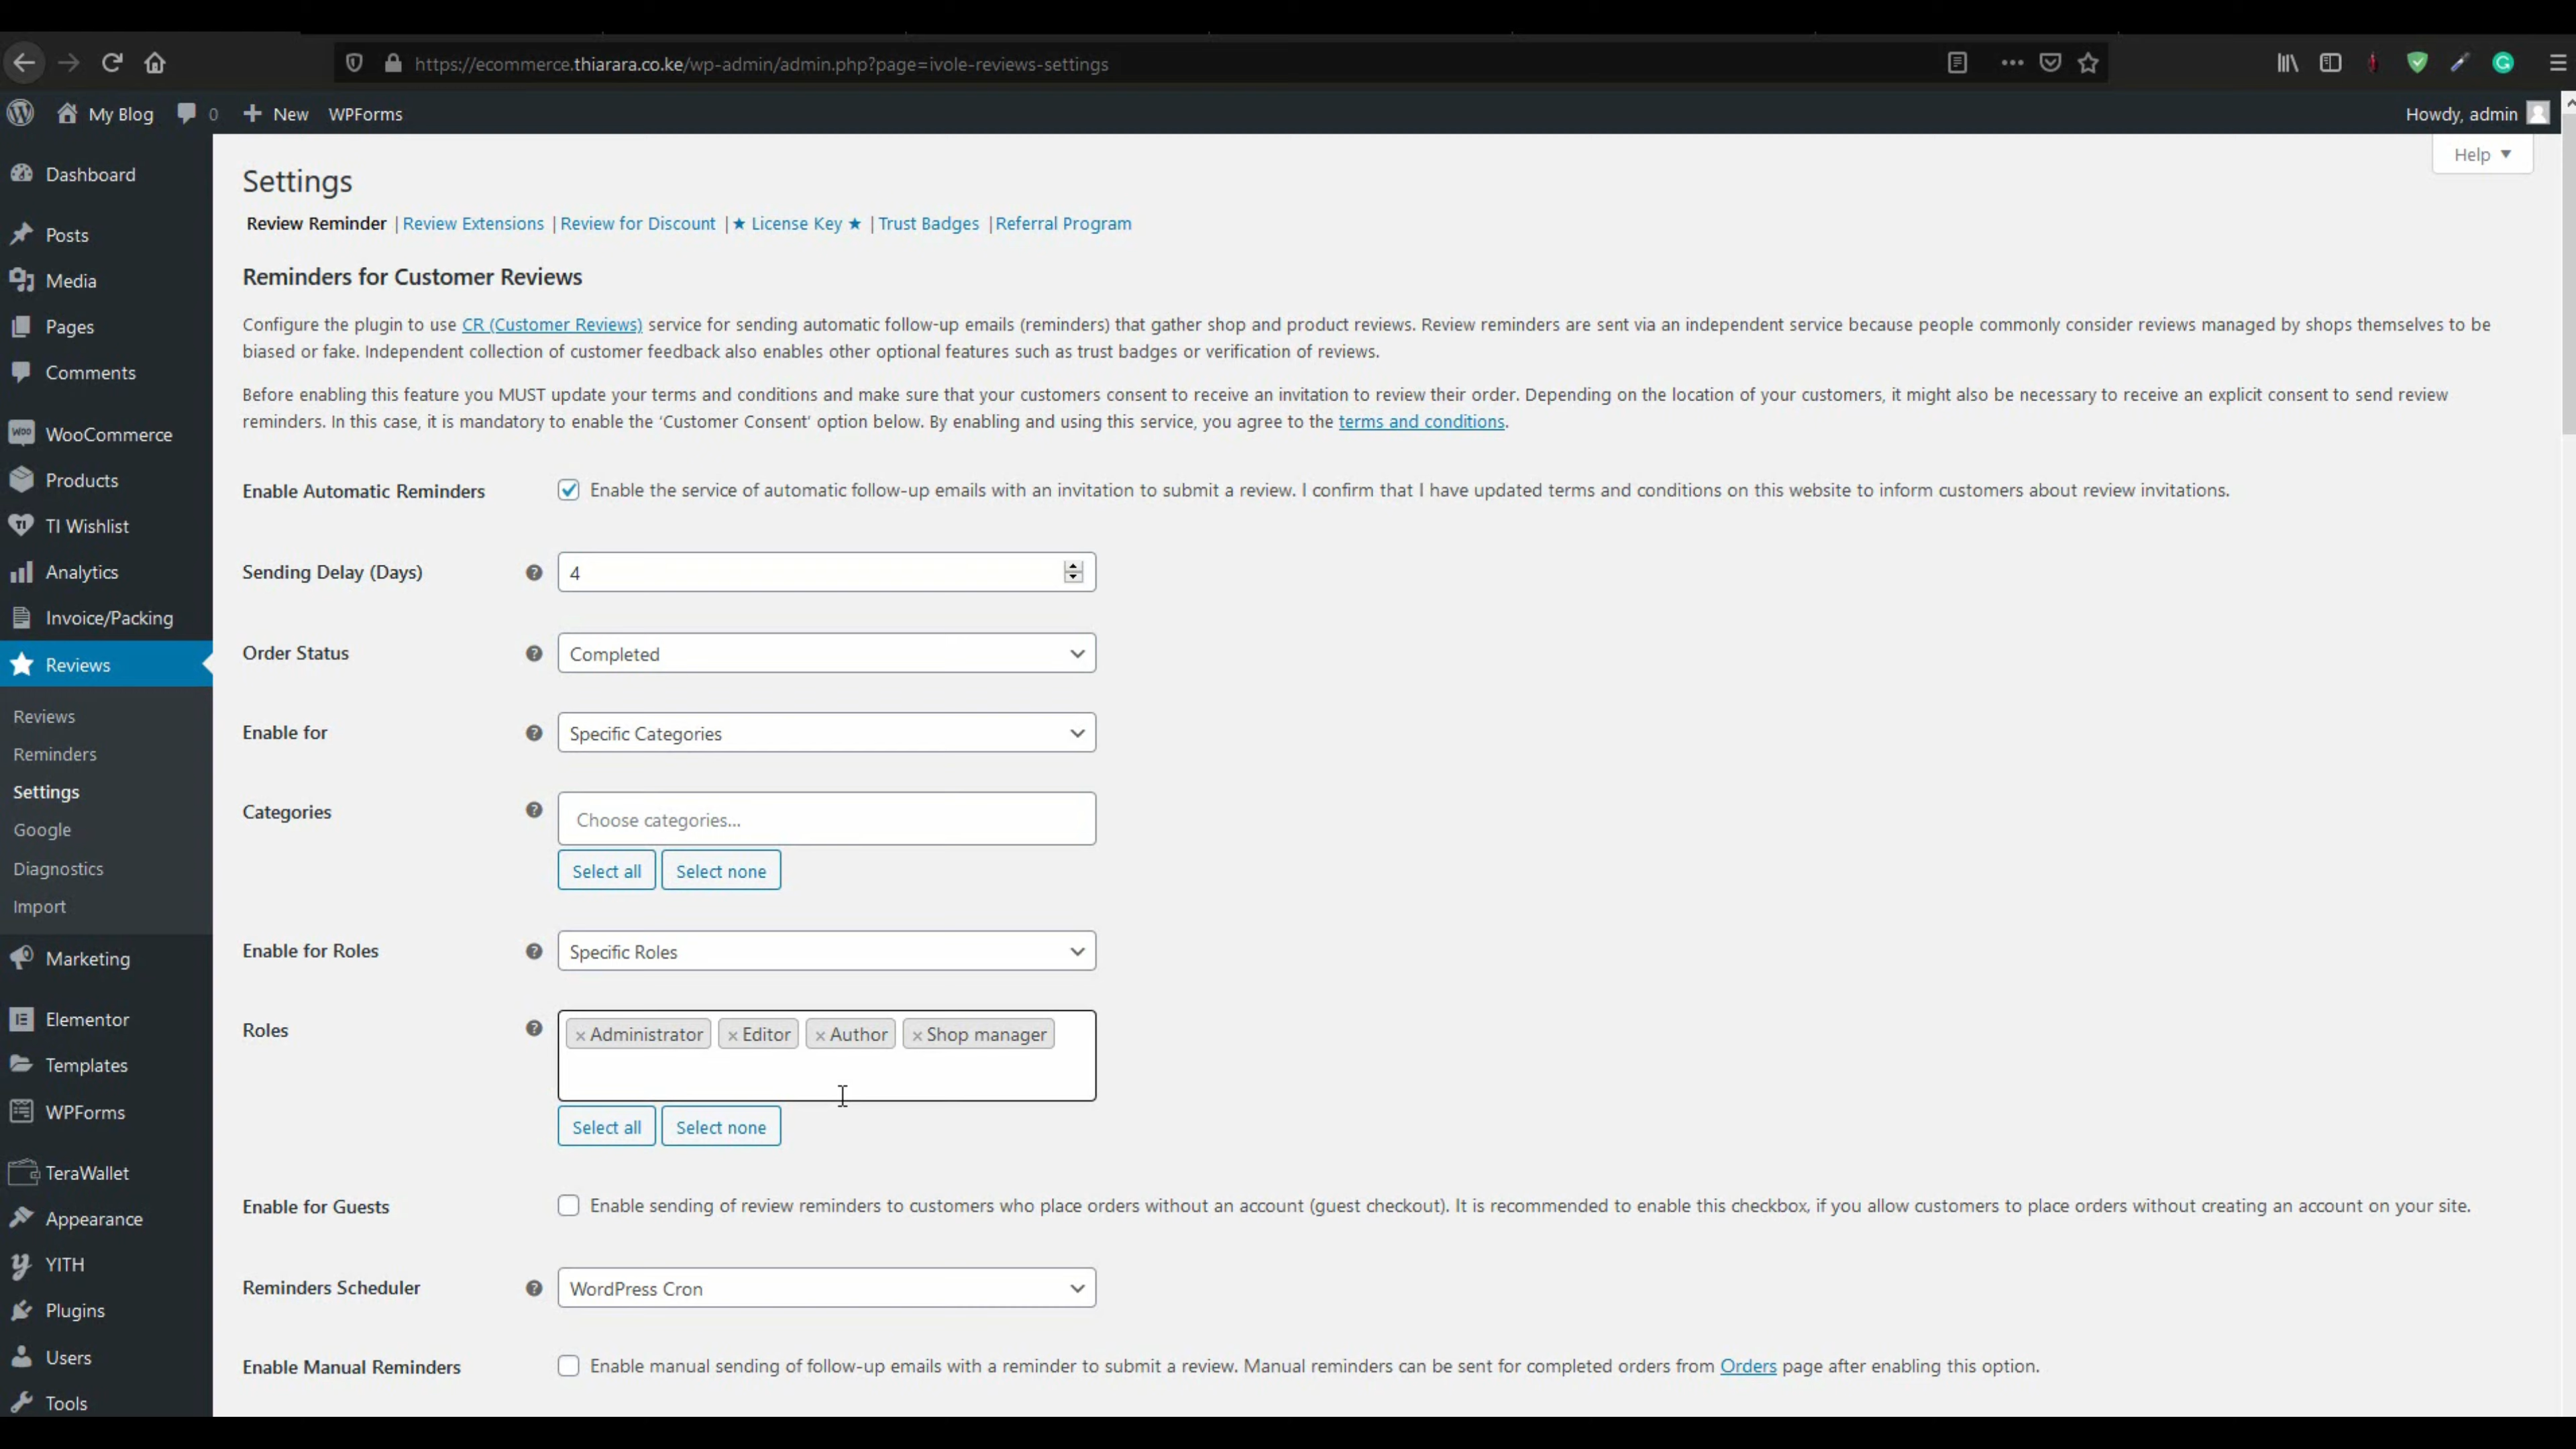 https://ecommerce.thiarara.co.ke/wp-admin/admin.php?page=ivole-reviews-settings
My Blog 0 New WPForms Howdy, admin
Help
Dashboard
Posts
Media
Pages
Comments
WooCommerce
Products
TI Wishlist
Analytics
Invoice/Packing
Reviews
Reviews
Reminders
Settings
Google
Diagnostics
Import
Marketing
Elementor
Templates
WPForms
TeraWallet
Appearance
YITH
Plugins
Users
Tools
Settings
Review Reminder | Review Extensions | Review for Discount | ★ License Key ★ | Trust Badges | Referral Program
Reminders for Customer Reviews
Configure the plugin to use CR (Customer Reviews) service for sending automatic follow-up emails (reminders) that gather shop and product reviews. Review reminders are sent via an independent service because people commonly consider reviews managed by shops themselves to be
biased or fake. Independent collection of customer feedback also enables other optional features such as trust badges or verification of reviews.
Before enabling this feature you MUST update your terms and conditions and make sure that your customers consent to receive an invitation to review their order. Depending on the location of your customers, it might also be necessary to receive an explicit consent to send review
reminders. In this case, it is mandatory to enable the ‘Customer Consent’ option below. By enabling and using this service, you agree to the terms and conditions.
Enable Automatic Reminders Enable the service of automatic follow-up emails with an invitation to submit a review. I confirm that I have updated terms and conditions on this website to inform customers about review invitations.
Sending Delay (Days) ? 4
Order Status ? Completed
Enable for ? Specific Categories
Categories ? Choose categories...
Select all Select none
Enable for Roles ? Specific Roles
Roles ? × Administrator × Editor × Author × Shop manager
Select all Select none
Enable for Guests Enable sending of review reminders to customers who place orders without an account (guest checkout). It is recommended to enable this checkbox, if you allow customers to place orders without creating an account on your site.
Reminders Scheduler ? WordPress Cron
Enable Manual Reminders Enable manual sending of follow-up emails with a reminder to submit a review. Manual reminders can be sent for completed orders from Orders page after enabling this option.